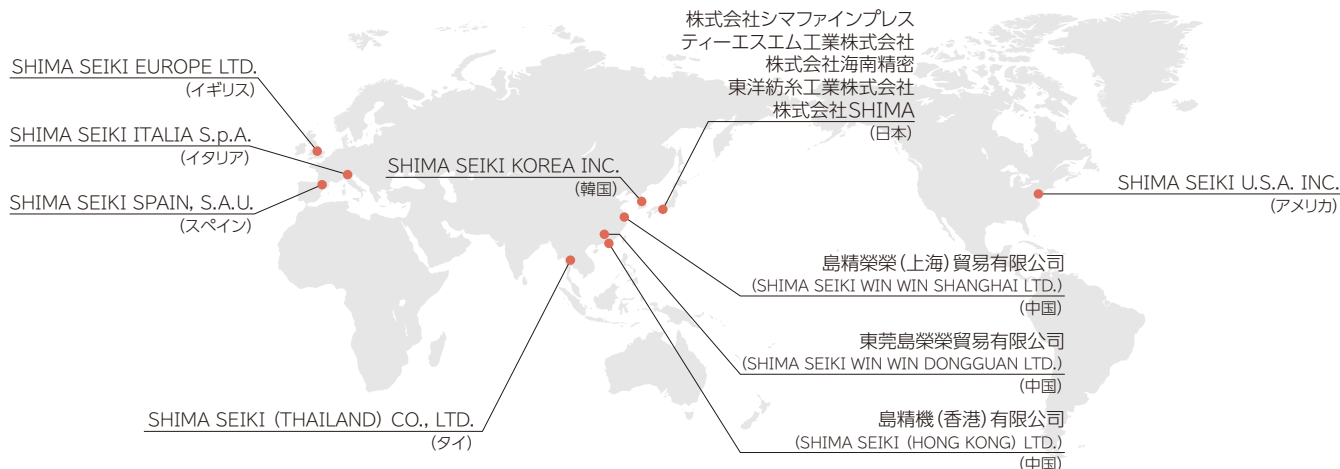 株式会社シマファインプレス
ティーエスエム工業株式会社
株式会社海南精密
東洋紡糸工業株式会社
株式会社SHIMA
(日本)
SHIMA SEIKI EUROPE LTD.
(イギリス)
SHIMA SEIKI ITALIA S.p.A.
(イタリア)
SHIMA SEIKI SPAIN, S.A.U.
(スペイン)
SHIMA SEIKI KOREA INC.
(韓国)
SHIMA SEIKI U.S.A. INC.
(アメリカ)
島精榮榮(上海)貿易有限公司
(SHIMA SEIKI WIN WIN SHANGHAI LTD.)
(中国)
東莞島榮榮貿易有限公司
(SHIMA SEIKI WIN WIN DONGGUAN LTD.)
(中国)
島精機(香港)有限公司
(SHIMA SEIKI (HONG KONG) LTD.)
(中国)
SHIMA SEIKI (THAILAND) CO., LTD.
(タイ)